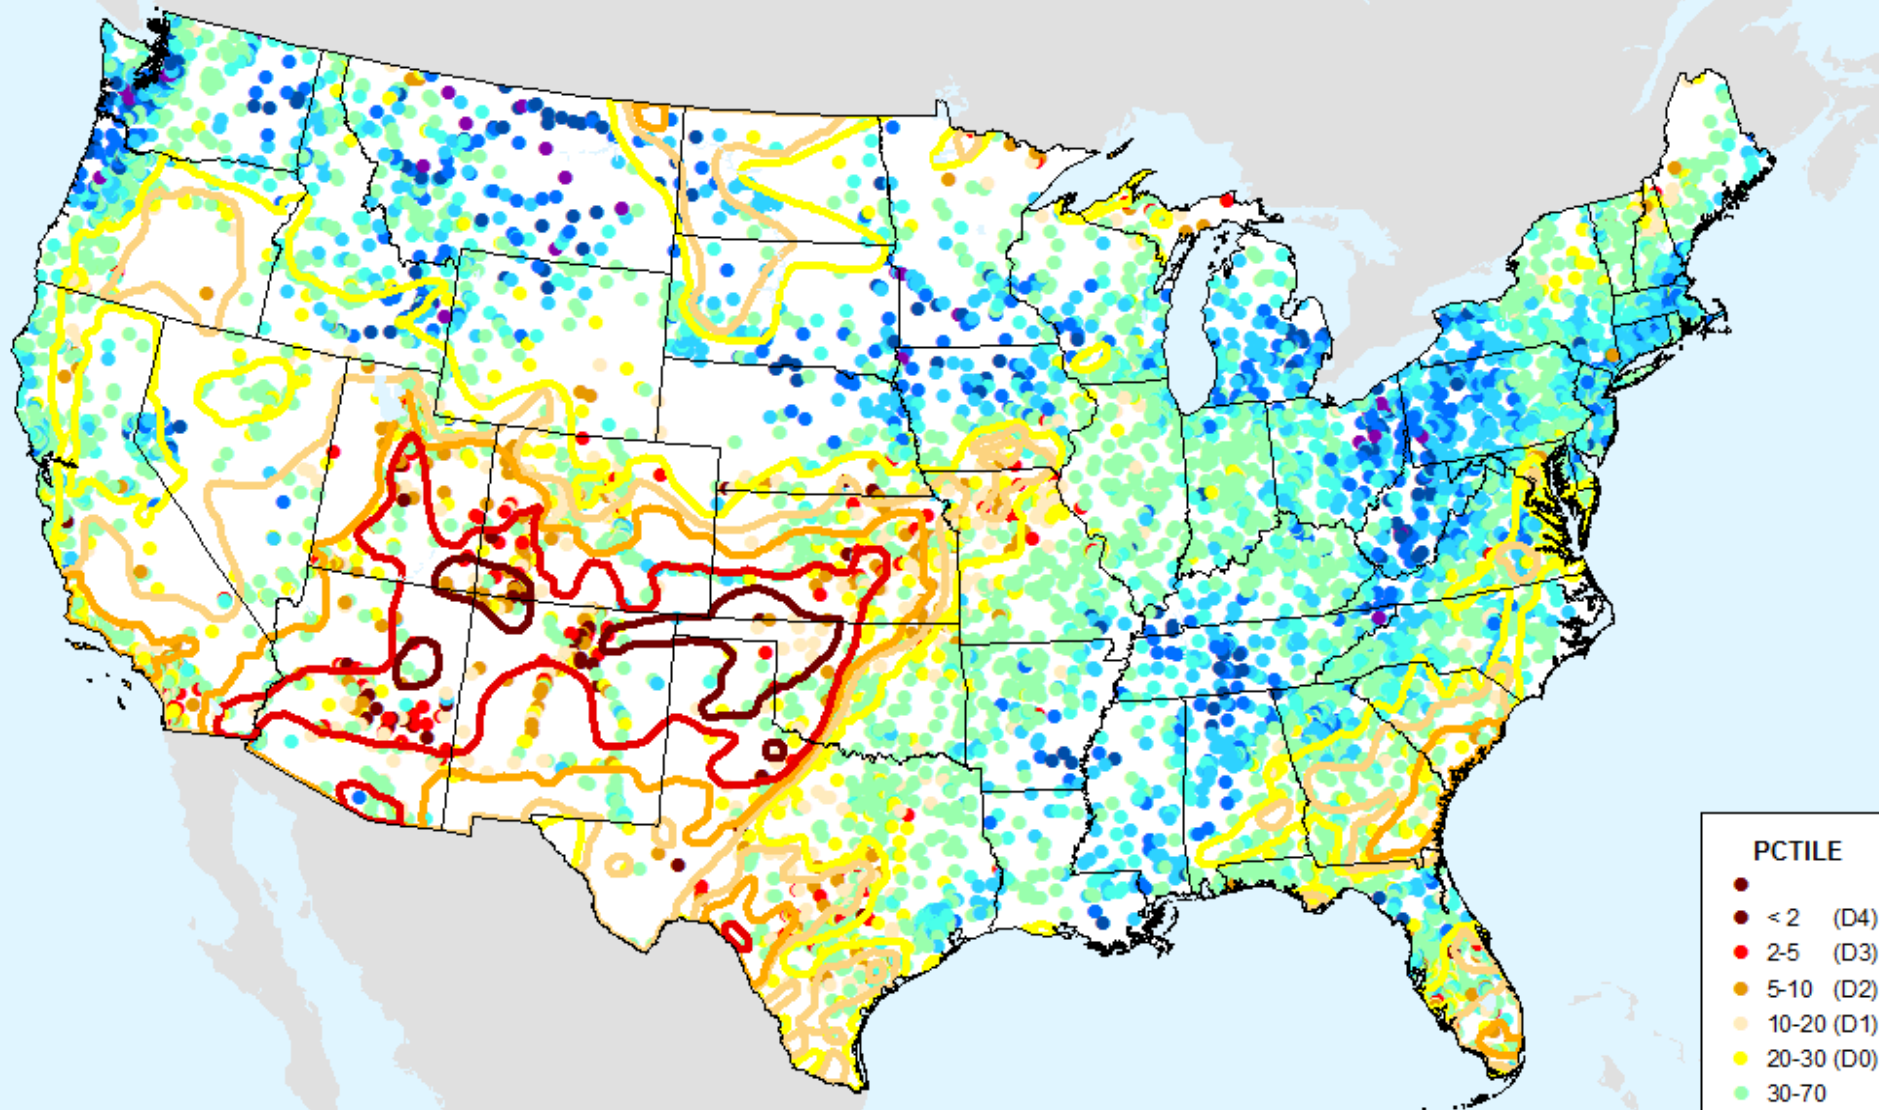 PCTILE
< 2 (D4)
2-5 (D3)
5-10 (D2)
10-20 (D1)
20-30 (D0)
30-70